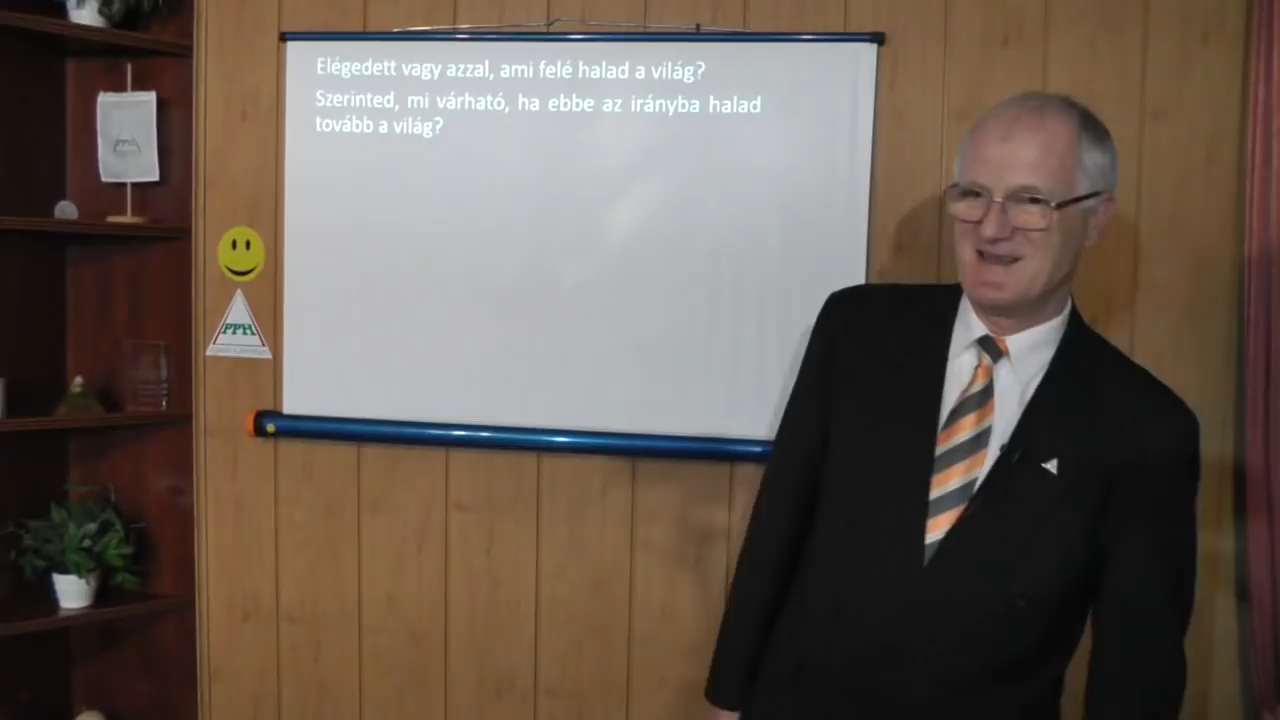 Elégedett vagy azzal, ami felé halad a világ?
Szerinted, mi várható, ha ebbe az irányba halad
tovább a világ?
PPH